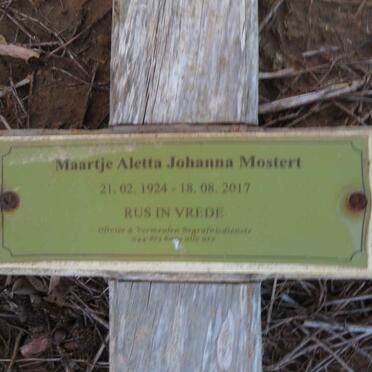 Maartje Aletta Johanna Mostert
21. 02. 1924 - 18. 08. 2017
RUS IN VREDE
Olivier & Vermeulen Begrafnisdienste